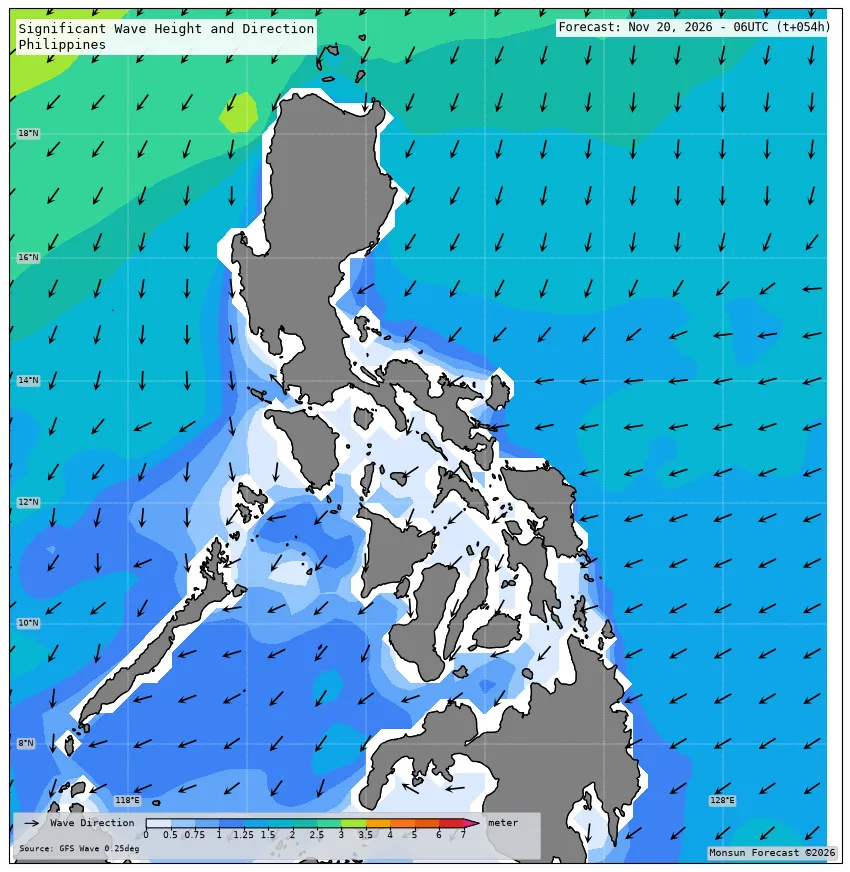 Significant Wave Height and Direction
Philippines
Forecast: Nov 20, 2026 - 06UTC (t+054h)
18°N
16°N
14°N
12°N
10°N
8°N
118°E
128°E
Wave Direction
0 0.5 0.75 1 1.25 1.5 2 2.5 3 3.5 4 5 6 7
meter
Source: GFS Wave 0.25deg
Monsun Forecast ©2026